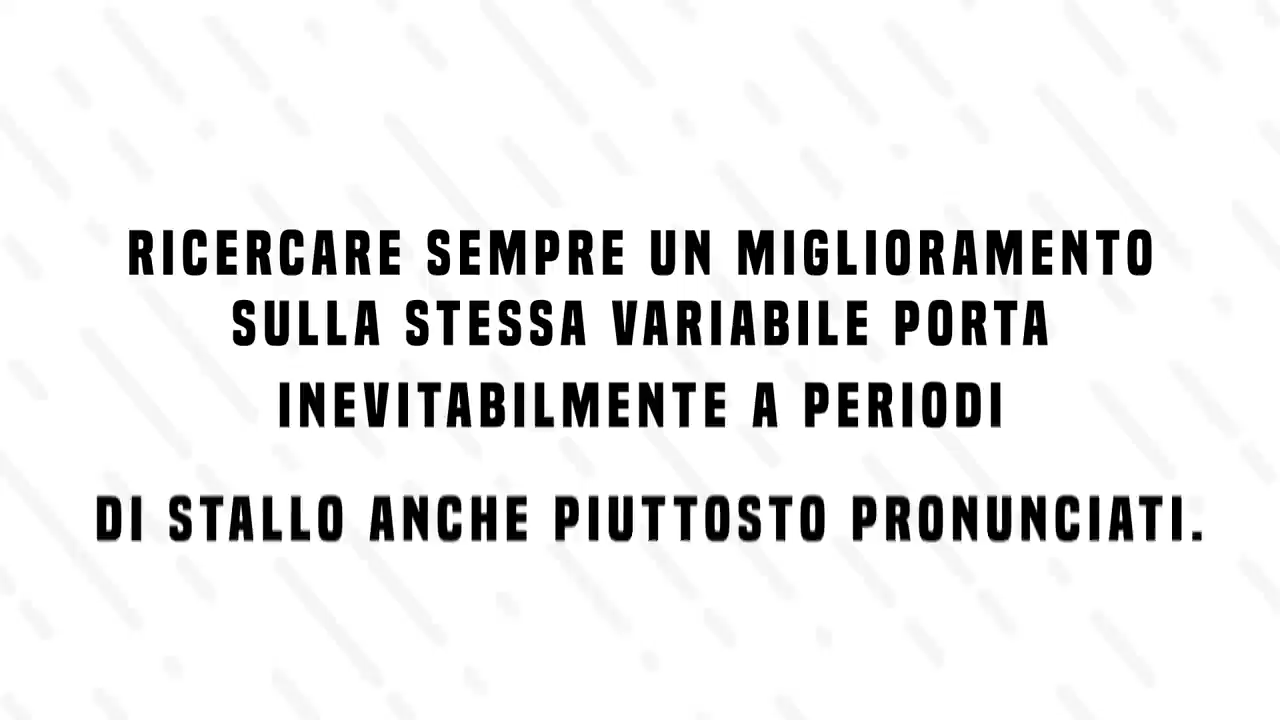 RICERCARE SEMPRE UN MIGLIORAMENTO
SULLA STESSA VARIABILE PORTA
INEVITABILMENTE A PERIODI
DI STALLO ANCHE PIUTTOSTO PRONUNCIATI.